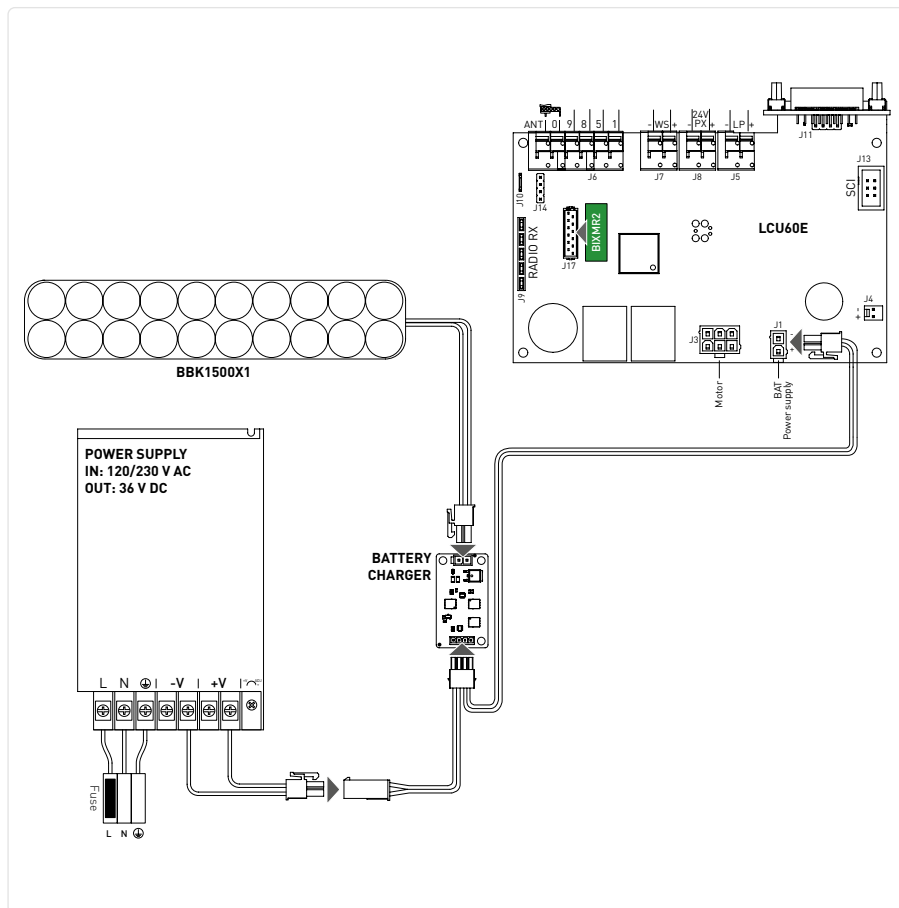 24V
ANT 0 9 8 5 1
- WS +
- PX +
- LP +
J11
J13
SCI
J10
J14
J6
J7
J8
J5
RADIO RX
BIXMR2
LCU60E
J17
J9
J4
- +
J3
J1
- +
Motor
BAT
Power supply
BBK1500X1
POWER SUPPLY
IN: 120/230 V AC
OUT: 36 V DC
BATTERY
CHARGER
L N -V +V
Fuse
L N